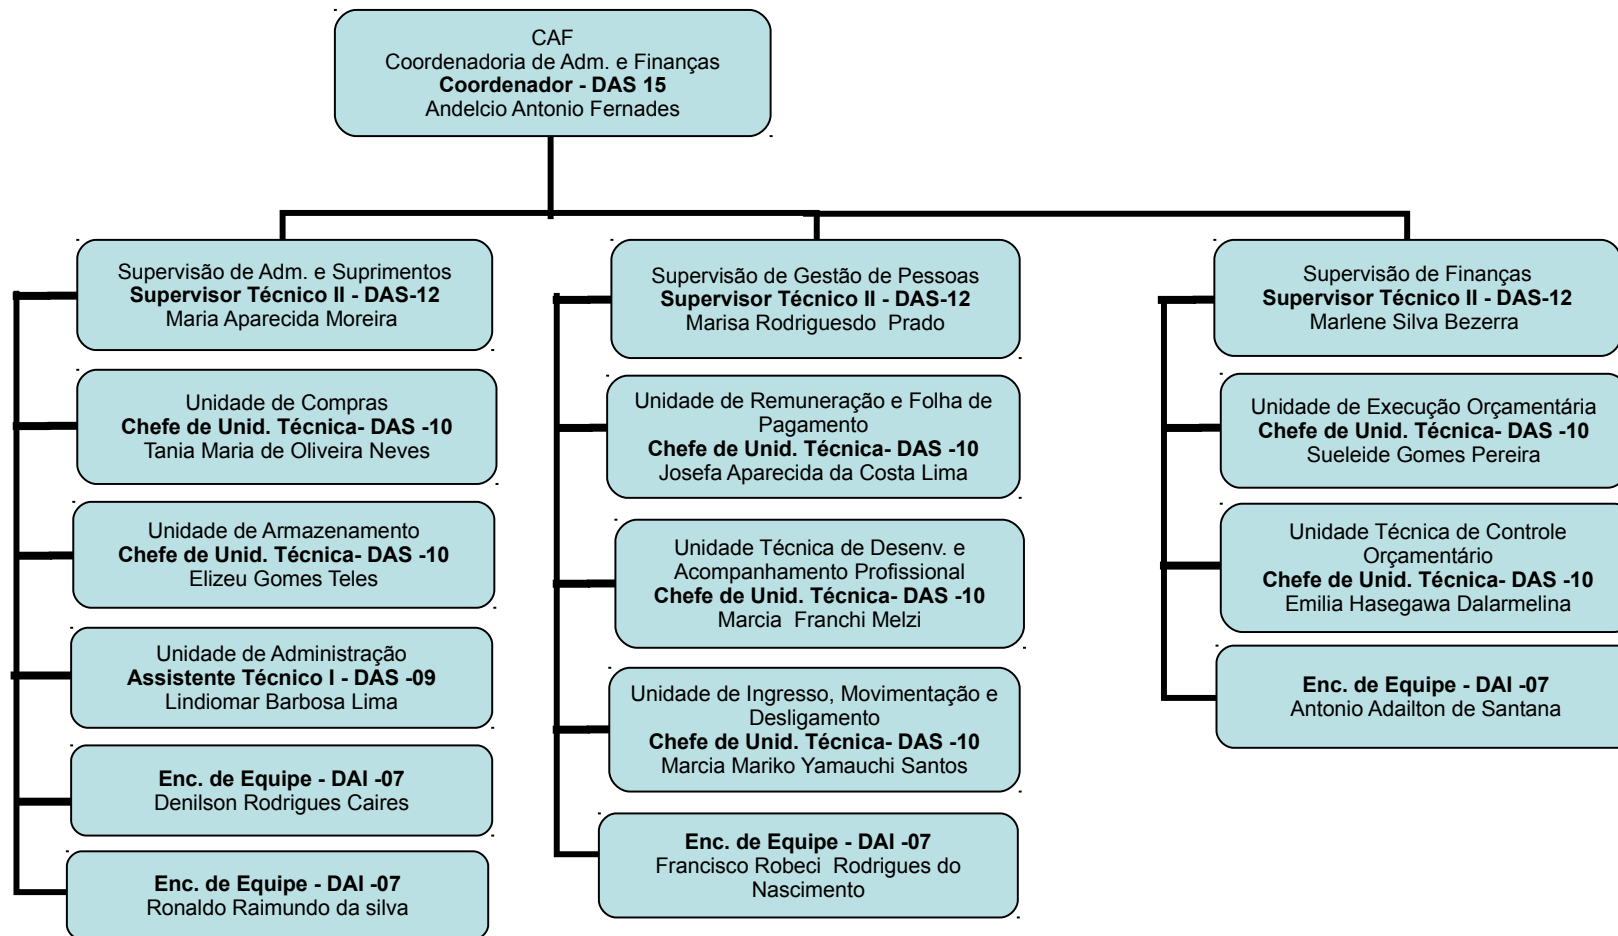 CAF
Coordenadoria de Adm. e Finanças
Coordenador - DAS 15
Andelcio Antonio Fernades
Supervisão de Adm. e Suprimentos
Supervisor Técnico II - DAS-12
Maria Aparecida Moreira
Unidade de Compras
Chefe de Unid. Técnica- DAS -10
Tania Maria de Oliveira Neves
Unidade de Armazenamento
Chefe de Unid. Técnica- DAS -10
Elizeu Gomes Teles
Unidade de Administração
Assistente Técnico I - DAS -09
Lindiomar Barbosa Lima
Enc. de Equipe - DAI -07
Denilson Rodrigues Caires
Enc. de Equipe - DAI -07
Ronaldo Raimundo da silva
Supervisão de Gestão de Pessoas
Supervisor Técnico II - DAS-12
Marisa Rodriguesdo  Prado
Unidade de Remuneração e Folha de
Pagamento
Chefe de Unid. Técnica- DAS -10
Josefa Aparecida da Costa Lima
Unidade Técnica de Desenv. e
Acompanhamento Profissional
Chefe de Unid. Técnica- DAS -10
Marcia  Franchi Melzi
Unidade de Ingresso, Movimentação e
Desligamento
Chefe de Unid. Técnica- DAS -10
Marcia Mariko Yamauchi Santos
Enc. de Equipe - DAI -07
Francisco Robeci  Rodrigues do
Nascimento
Supervisão de Finanças
Supervisor Técnico II - DAS-12
Marlene Silva Bezerra
Unidade de Execução Orçamentária
Chefe de Unid. Técnica- DAS -10
Sueleide Gomes Pereira
Unidade Técnica de Controle
Orçamentário
Chefe de Unid. Técnica- DAS -10
Emilia Hasegawa Dalarmelina
Enc. de Equipe - DAI -07
Antonio Adailton de Santana